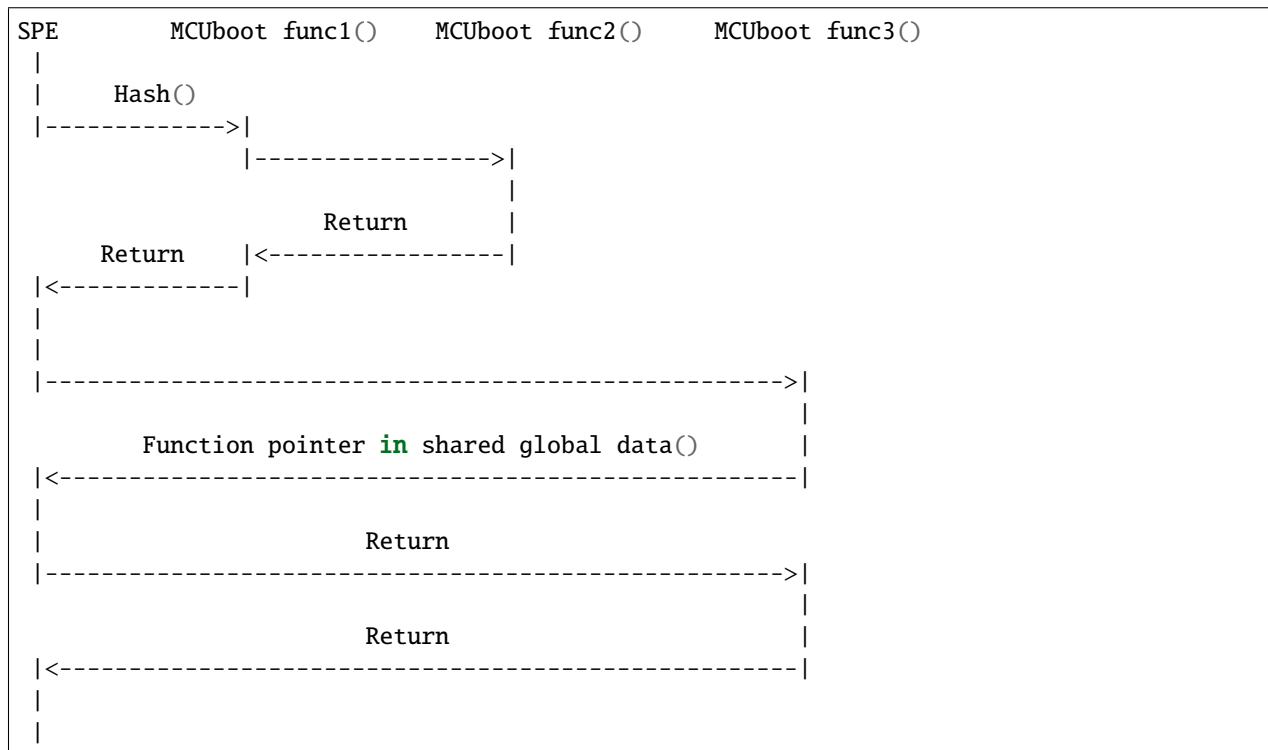 SPE        MCUboot func1()    MCUboot func2()     MCUboot func3()
 |
 |     Hash()
 |------------->|
                |----------------->|
                                   |
                      Return       |
      Return    |<-----------------|
 |<-------------|
 |
 |
 |----------------------------------------------------->|
                                                        |
        Function pointer in shared global data()        |
 |<-----------------------------------------------------|
 |
 |                       Return
 |----------------------------------------------------->|
                                                        |
                         Return                         |
 |<-----------------------------------------------------|
 |
 |